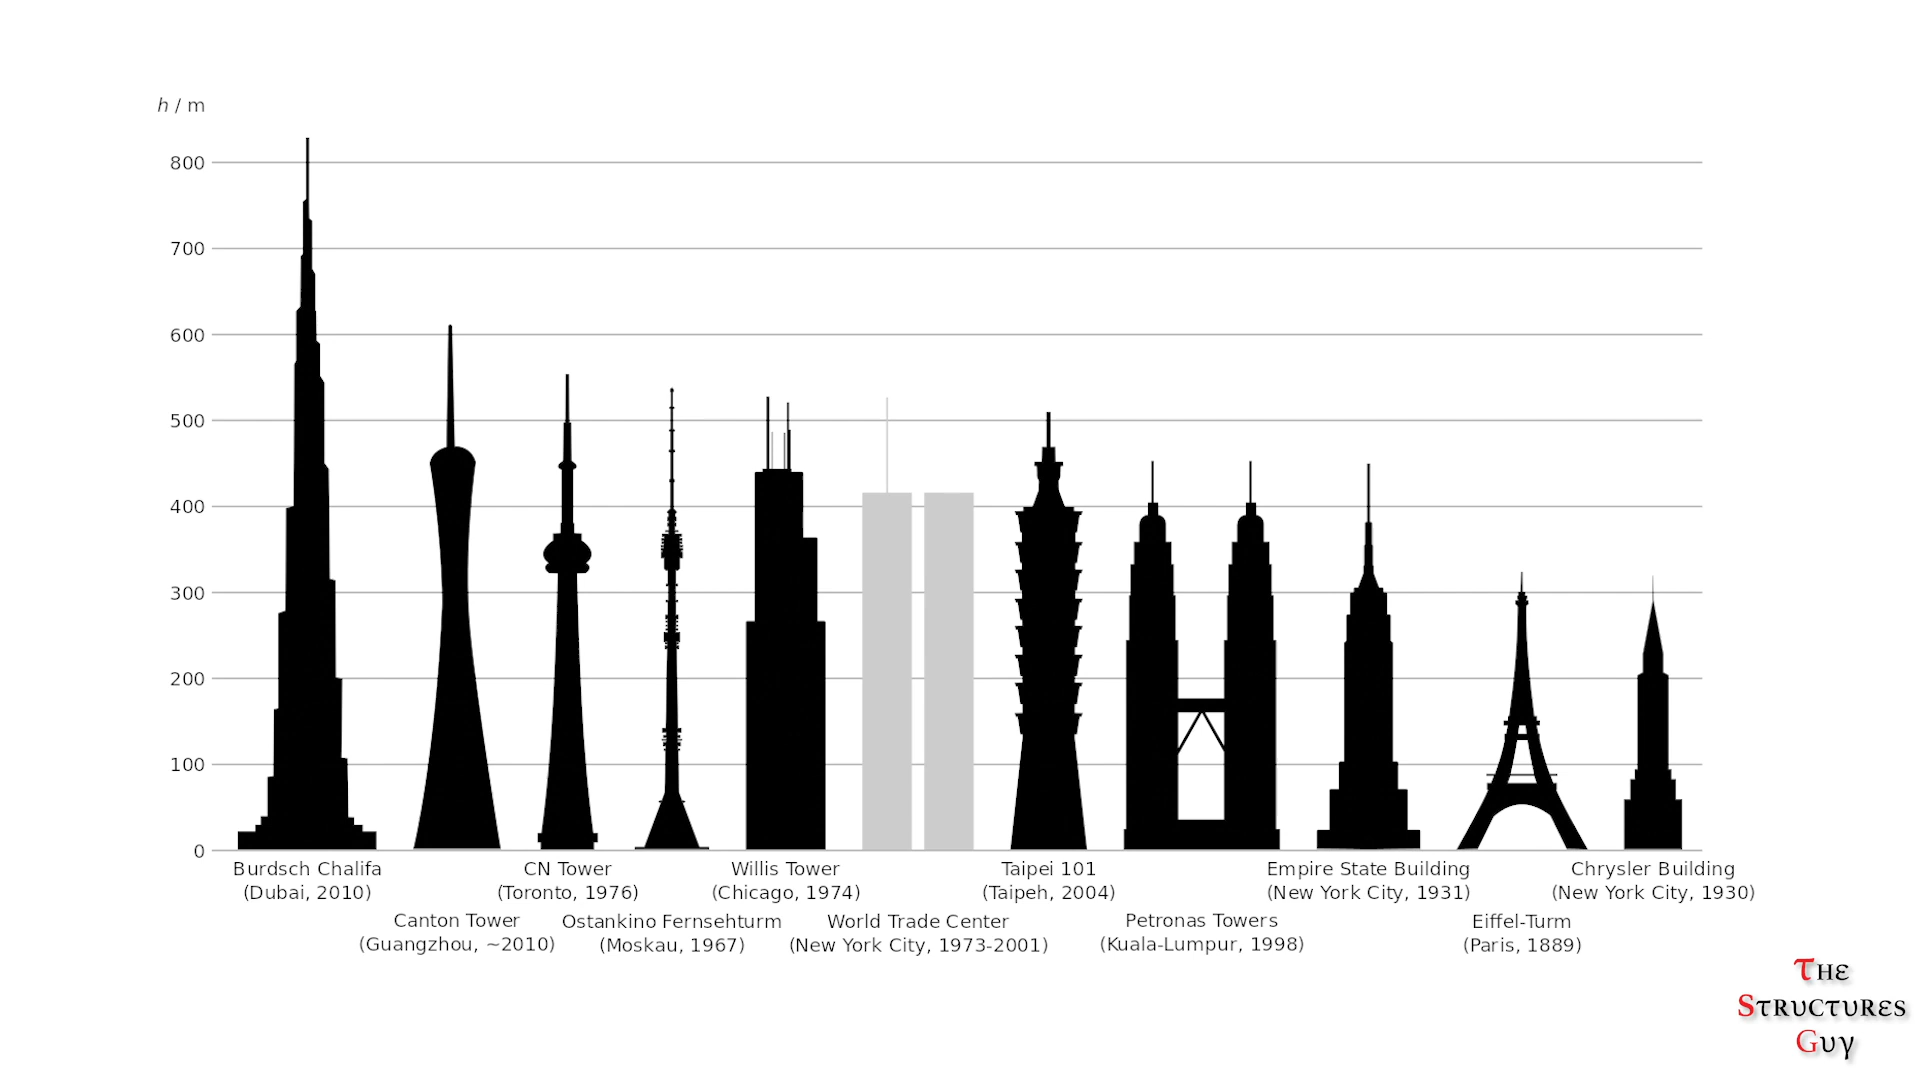 h / m
800
700
600
500
400
300
200
100
0
Burdsch Chalifa
(Dubai, 2010)
Canton Tower
(Guangzhou, ~2010)
CN Tower
(Toronto, 1976)
Ostankino Fernsehturm
(Moskau, 1967)
Willis Tower
(Chicago, 1974)
World Trade Center
(New York City, 1973-2001)
Taipei 101
(Taipeh, 2004)
Petronas Towers
(Kuala-Lumpur, 1998)
Empire State Building
(New York City, 1931)
Eiffel-Turm
(Paris, 1889)
Chrysler Building
(New York City, 1930)
The
Structures
Guy